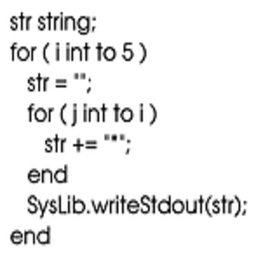 str string;
for ( i int to 5 )
str = "";
for ( j int to i )
str += "*";
end
SysLib.writeStdout(str);
end